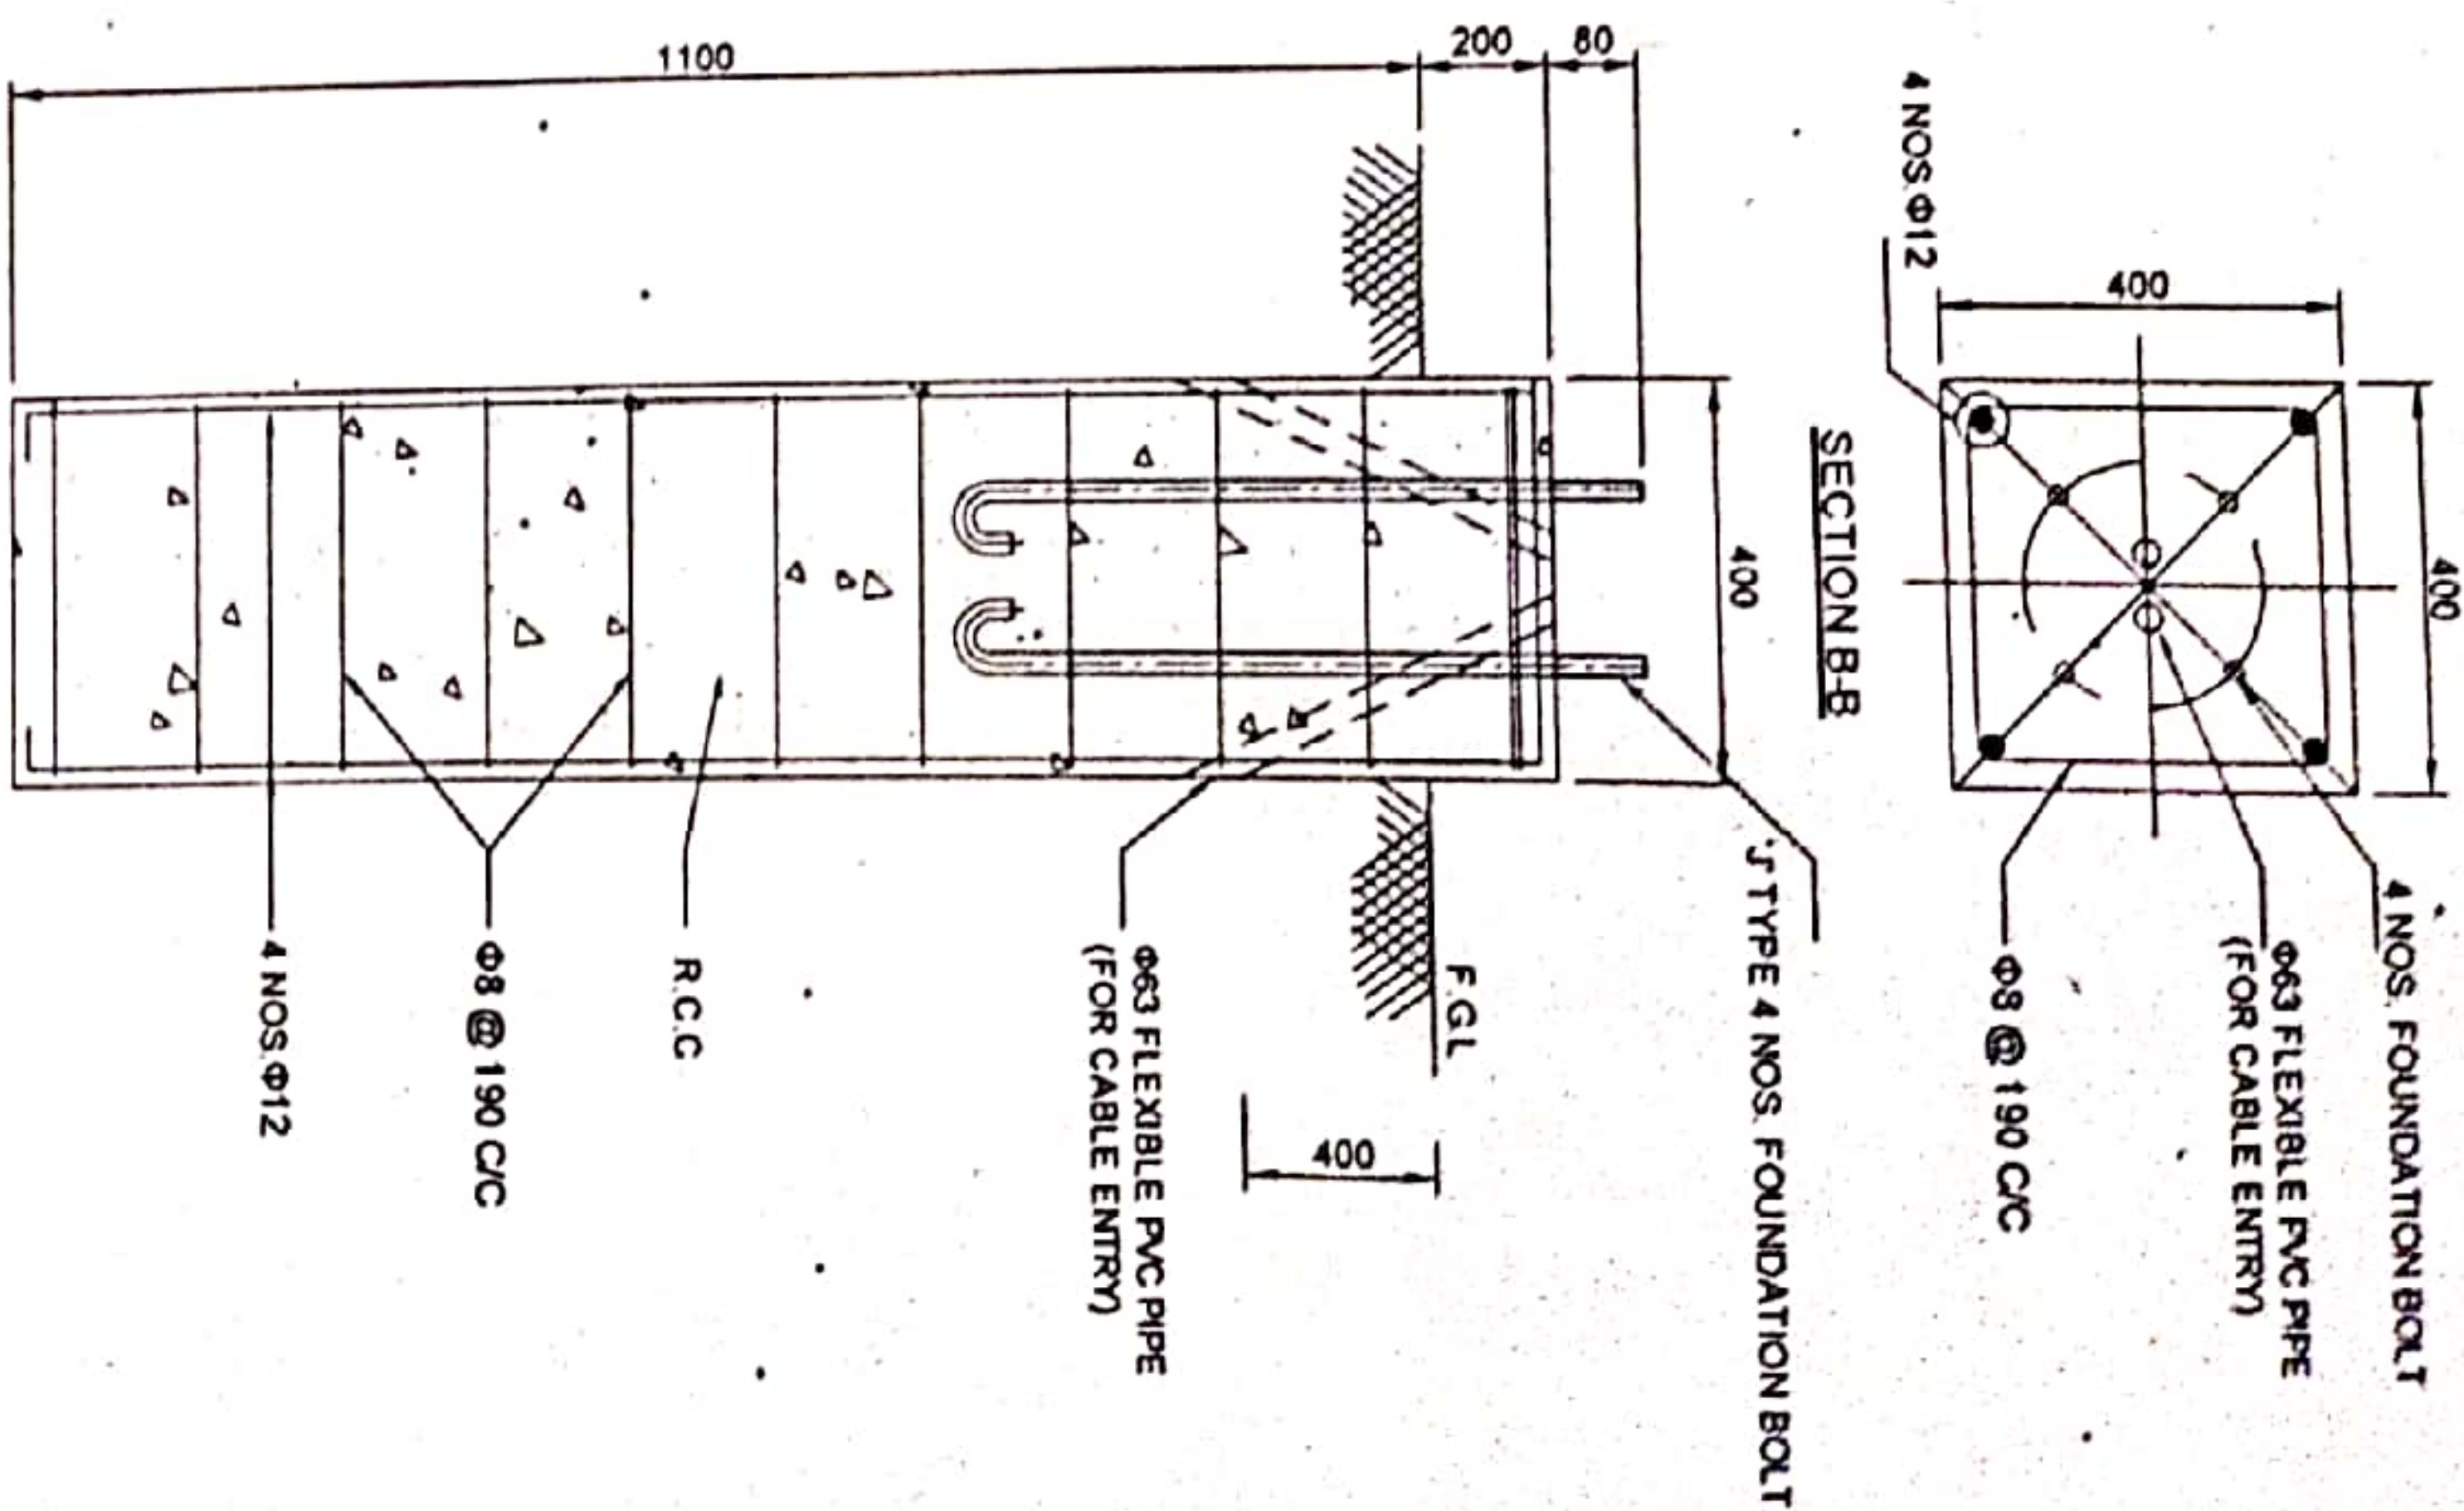 4 NOS.Φ12
400
400
4 NOS. FOUNDATION BOLT
Φ63 FLEXIBLE PVC PIPE
(FOR CABLE ENTRY)
Φ8 @ 190 C/C
SECTION B-B
80
200
1100
400
'J' TYPE 4 NOS. FOUNDATION BOLT
F.G.L
400
Φ63 FLEXIBLE PVC PIPE
(FOR CABLE ENTRY)
R.C.C
Φ8 @ 190 C/C
4 NOS.Φ12